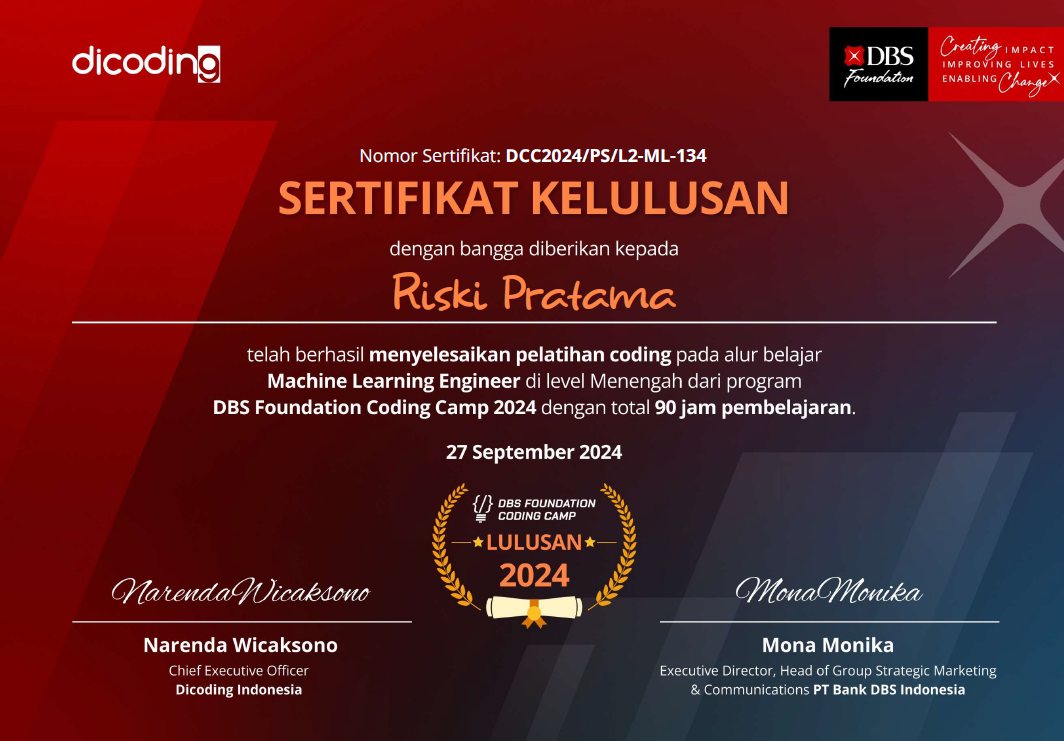 dicoding
DBS
Foundation
Creating IMPACT
IMPROVING LIVES
ENABLING Change
Nomor Sertifikat: DCC2024/PS/L2-ML-134
SERTIFIKAT KELULUSAN
dengan bangga diberikan kepada
Riski Pratama
telah berhasil menyelesaikan pelatihan coding pada alur belajar
Machine Learning Engineer di level Menengah dari program
DBS Foundation Coding Camp 2024 dengan total 90 jam pembelajaran.
27 September 2024
{/} DBS FOUNDATION
CODING CAMP
LULUSAN
2024
Narenda Wicaksono
Narenda Wicaksono
Chief Executive Officer
Dicoding Indonesia
Mona Monika
Mona Monika
Executive Director, Head of Group Strategic Marketing
& Communications PT Bank DBS Indonesia